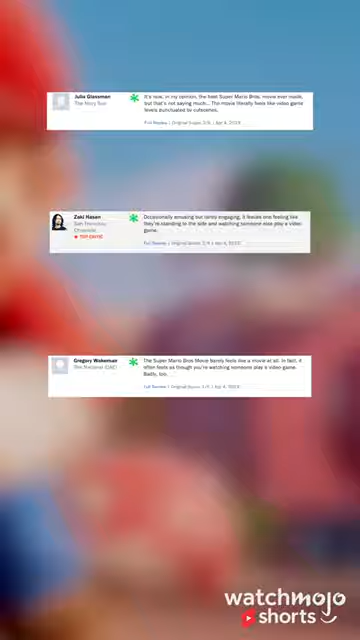 Julia Glassman
The Mary Sue
It's now, in my opinion, the best Super Mario Bros. movie ever made,
but that's not saying much... The movie literally feels like video game
levels punctuated by cutscenes.
Full Review | Original Score: 2/5 | Apr 4, 2023
Zaki Hasan
San Francisco
Chronicle
TOP CRITIC
Occasionally amusing but rarely engaging, it leaves one feeling like
they're standing to the side and watching someone else play a video
game.
Full Review | Original Score: 2/4 | Apr 4, 2023
Gregory Wakeman
The National (UAE)
The Super Mario Bros Movie barely feels like a movie at all. In fact, it
often feels as though you're watching someone play a video game.
Badly, too.
Full Review | Original Score: | Apr 4, 2023
watchmojo
shorts